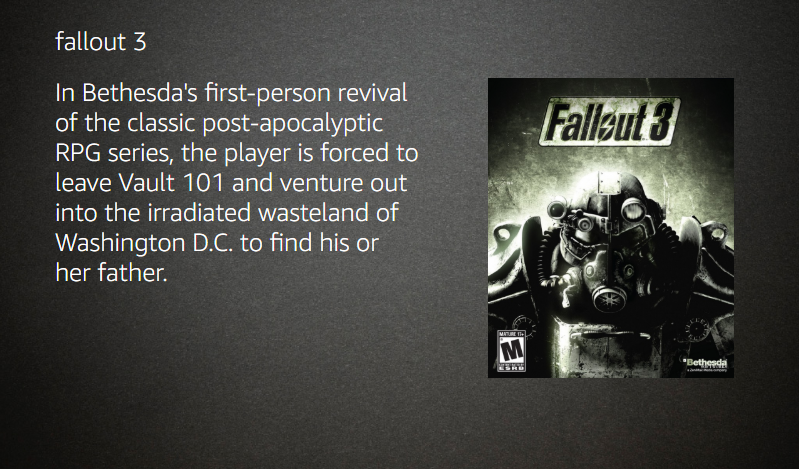 fallout 3
In Bethesda's first-person revival
of the classic post-apocalyptic
RPG series, the player is forced to
leave Vault 101 and venture out
into the irradiated wasteland of
Washington D.C. to find his or
her father.
Fallout 3
MATURE 17+
M
ESRB
Bethesda